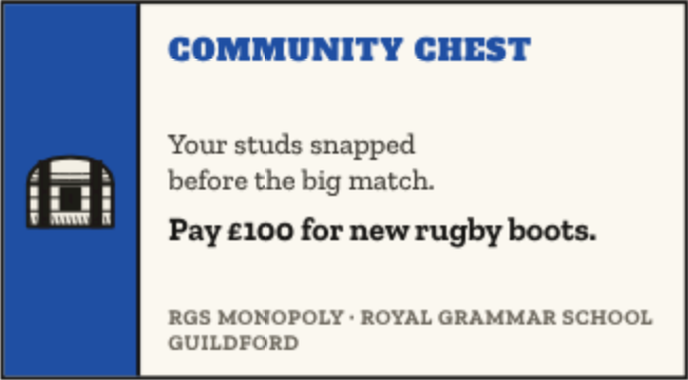 COMMUNITY CHEST
Your studs snapped
before the big match.
Pay £100 for new rugby boots.
RGS MONOPOLY · ROYAL GRAMMAR SCHOOL
GUILDFORD